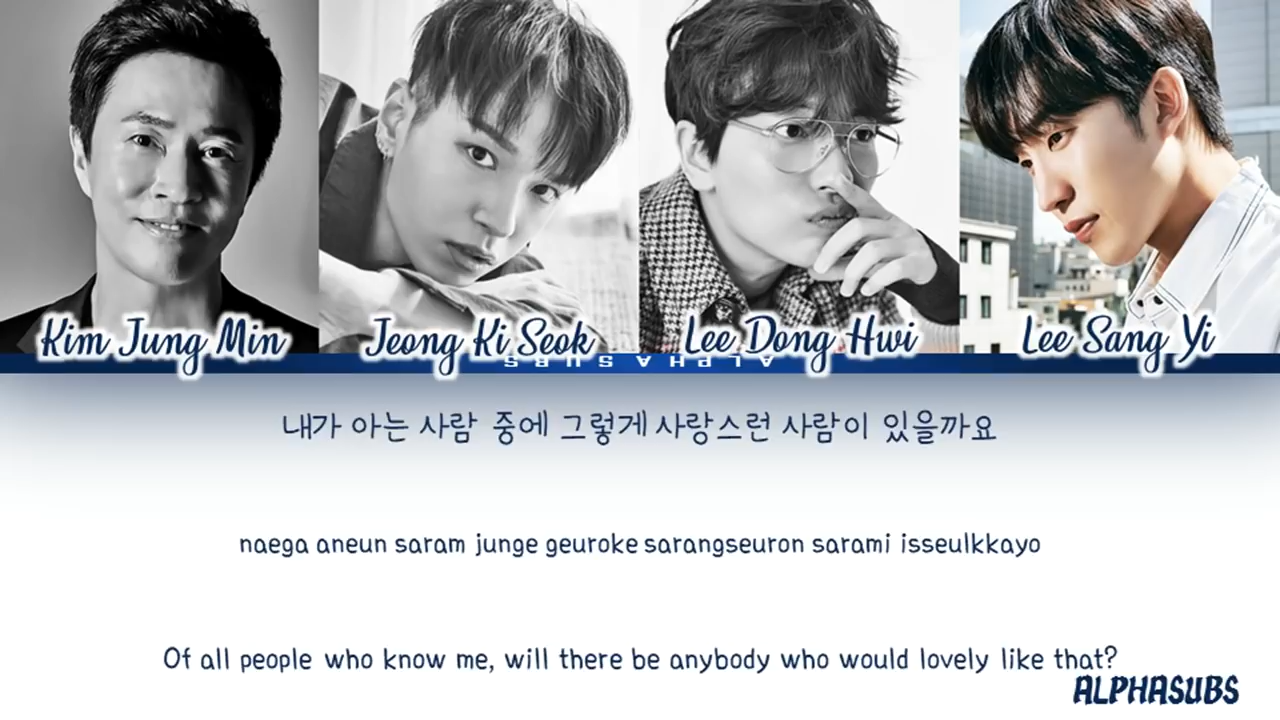 Kim Jung Min
Jeong Ki Seok
Lee Dong Hwi
Lee Sang Yi
ALPHA SUBS
내가 아는 사람 중에 그렇게 사랑스런 사람이 있을까요
naega aneun saram junge geuroke sarangseuron sarami isseulkkayo
Of all people who know me, will there be anybody who would lovely like that?
ALPHASUBS